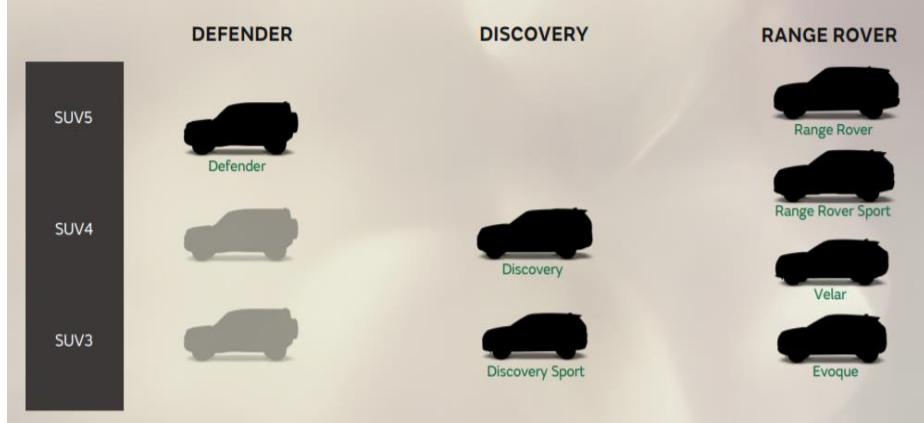 DEFENDER DISCOVERY RANGE ROVER
SUV5
Range Rover
Defender
Range Rover Sport
SUV4
Discovery
Velar
SUV3
Discovery Sport Evoque